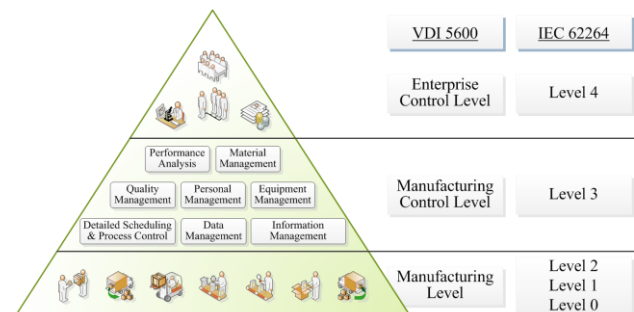 VDI 5600
IEC 62264
Enterprise
Control Level
Level 4
Performance
Analysis
Material
Management
Quality
Management
Personal
Management
Equipment
Management
Detailed Scheduling
& Process Control
Data
Management
Information
Management
Manufacturing
Control Level
Level 3
Manufacturing
Level
Level 2
Level 1
Level 0